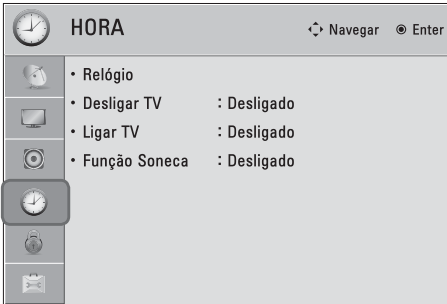 HORA Navegar Enter
• Relógio
• Desligar TV : Desligado
• Ligar TV : Desligado
• Função Soneca : Desligado